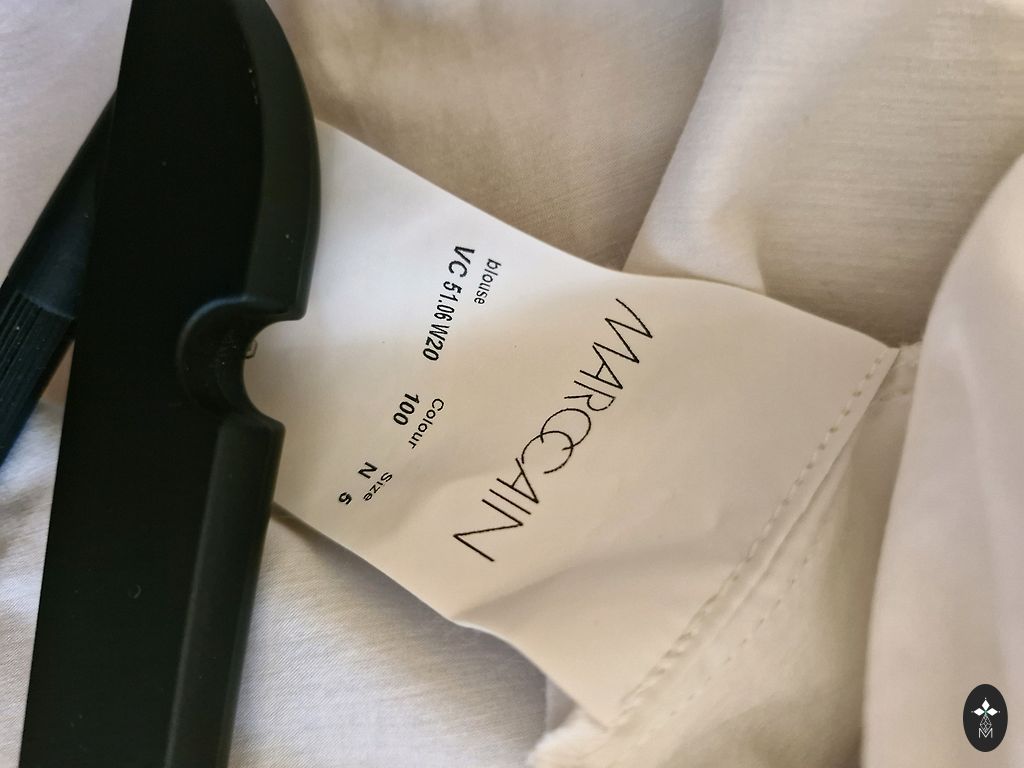 MARCCAIN
blouse
VC 51.06 W20
Colour
100
Size
N 5
M